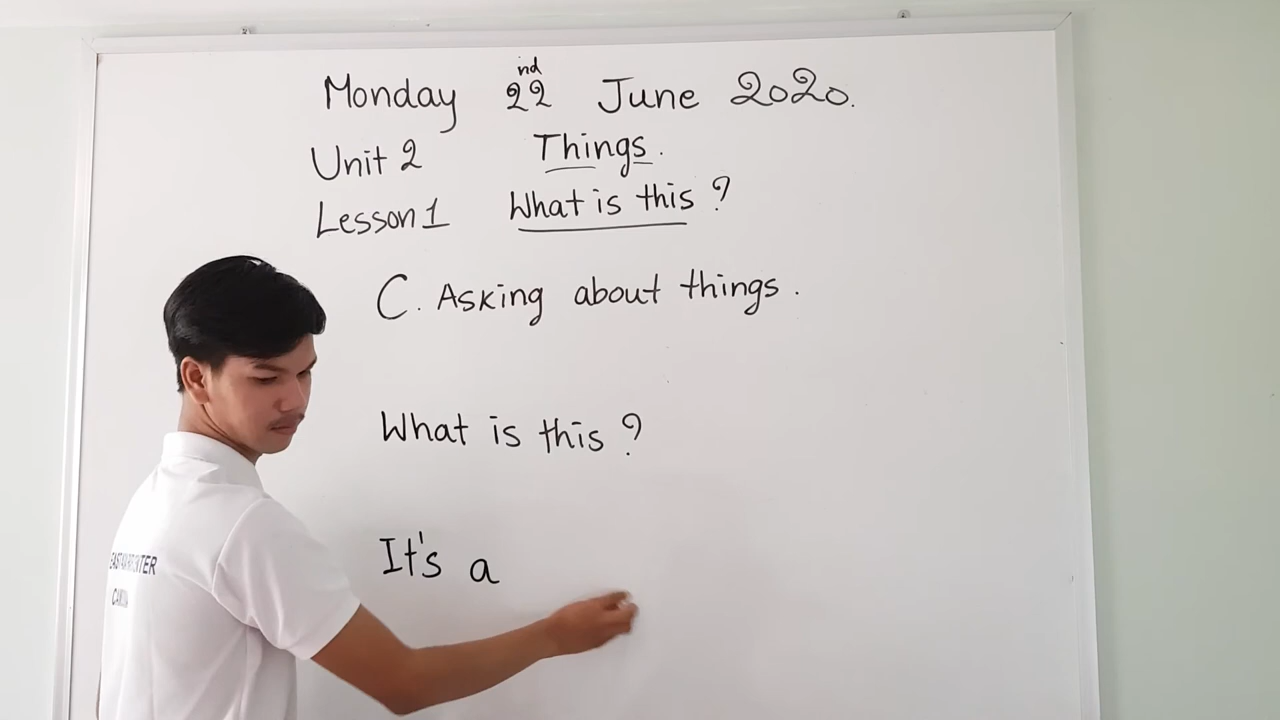 Monday 22nd June 2020.
Unit 2 Things.
Lesson 1 What is this ?
C. Asking about things.
What is this ?
It's a